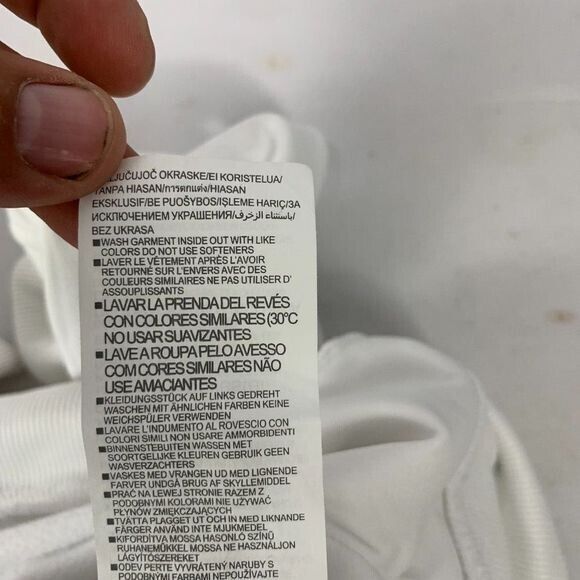 OKRASKE/EI KORISTELUA/
TANPA HIASAN/การตกแต่ง/HIASAN
EKSKLUSIF/BE PUOŠYBOS/IŞLEME HARIÇ/ЗА
ИСКЛЮЧЕНИЕМ УКРАШЕНИЯ/باستثناء الزخرف/
BEZ UKRASA
■WASH GARMENT INSIDE OUT WITH LIKE
COLORS DO NOT USE SOFTENERS
■LAVER LE VÊTEMENT APRÈS L'AVOIR
RETOURNÉ SUR L'ENVERS AVEC DES
COULEURS SIMILAIRES NE PAS UTILISER D'
ASSOUPLISSANTS
■LAVAR LA PRENDA DEL REVÉS
CON COLORES SIMILARES (30°C
NO USAR SUAVIZANTES
■LAVE A ROUPA PELO AVESSO
COM CORES SIMILARES NÃO
USE AMACIANTES
■KLEIDUNGSSTÜCK AUF LINKS GEDREHT
WASCHEN MIT ÄHNLICHEN FARBEN KEINE
WEICHSPÜLER VERWENDEN
■LAVARE L'INDUMENTO AL ROVESCIO CON
COLORI SIMILI NON USARE AMMORBIDENTI
■BINNENSTEBUITEN WASSEN MET
SOORTGELIJKE KLEUREN GEBRUIK GEEN
WASVERZACHTERS
■VASKES MED VRANGEN UD MED LIGNENDE
FARVER UNDGÅ BRUG AF SKYLLEMIDDEL
■PRAĆ NA LEWEJ STRONIE RAZEM Z
PODOBNYMI KOLORAMI NIE UŻYWAĆ
PŁYNÓW ZMIĘKCZAJĄCYCH
■TVÄTTA PLAGGET UT OCH IN MED LIKNANDE
FÄRGER ANVÄND INTE MJUKMEDEL
■KIFORDÍTVA MOSSA HASONLÓ SZÍNŰ
RUHANEMŰKKEL MOSSA NE HASZNÁLJON
LÁGYÍTÓSZEREKET
■ODĚV PERTE VYVRÁTENÝ NARUBY S
PODOBNÝMI FARBAMI NEPOUŽÍVAJTE